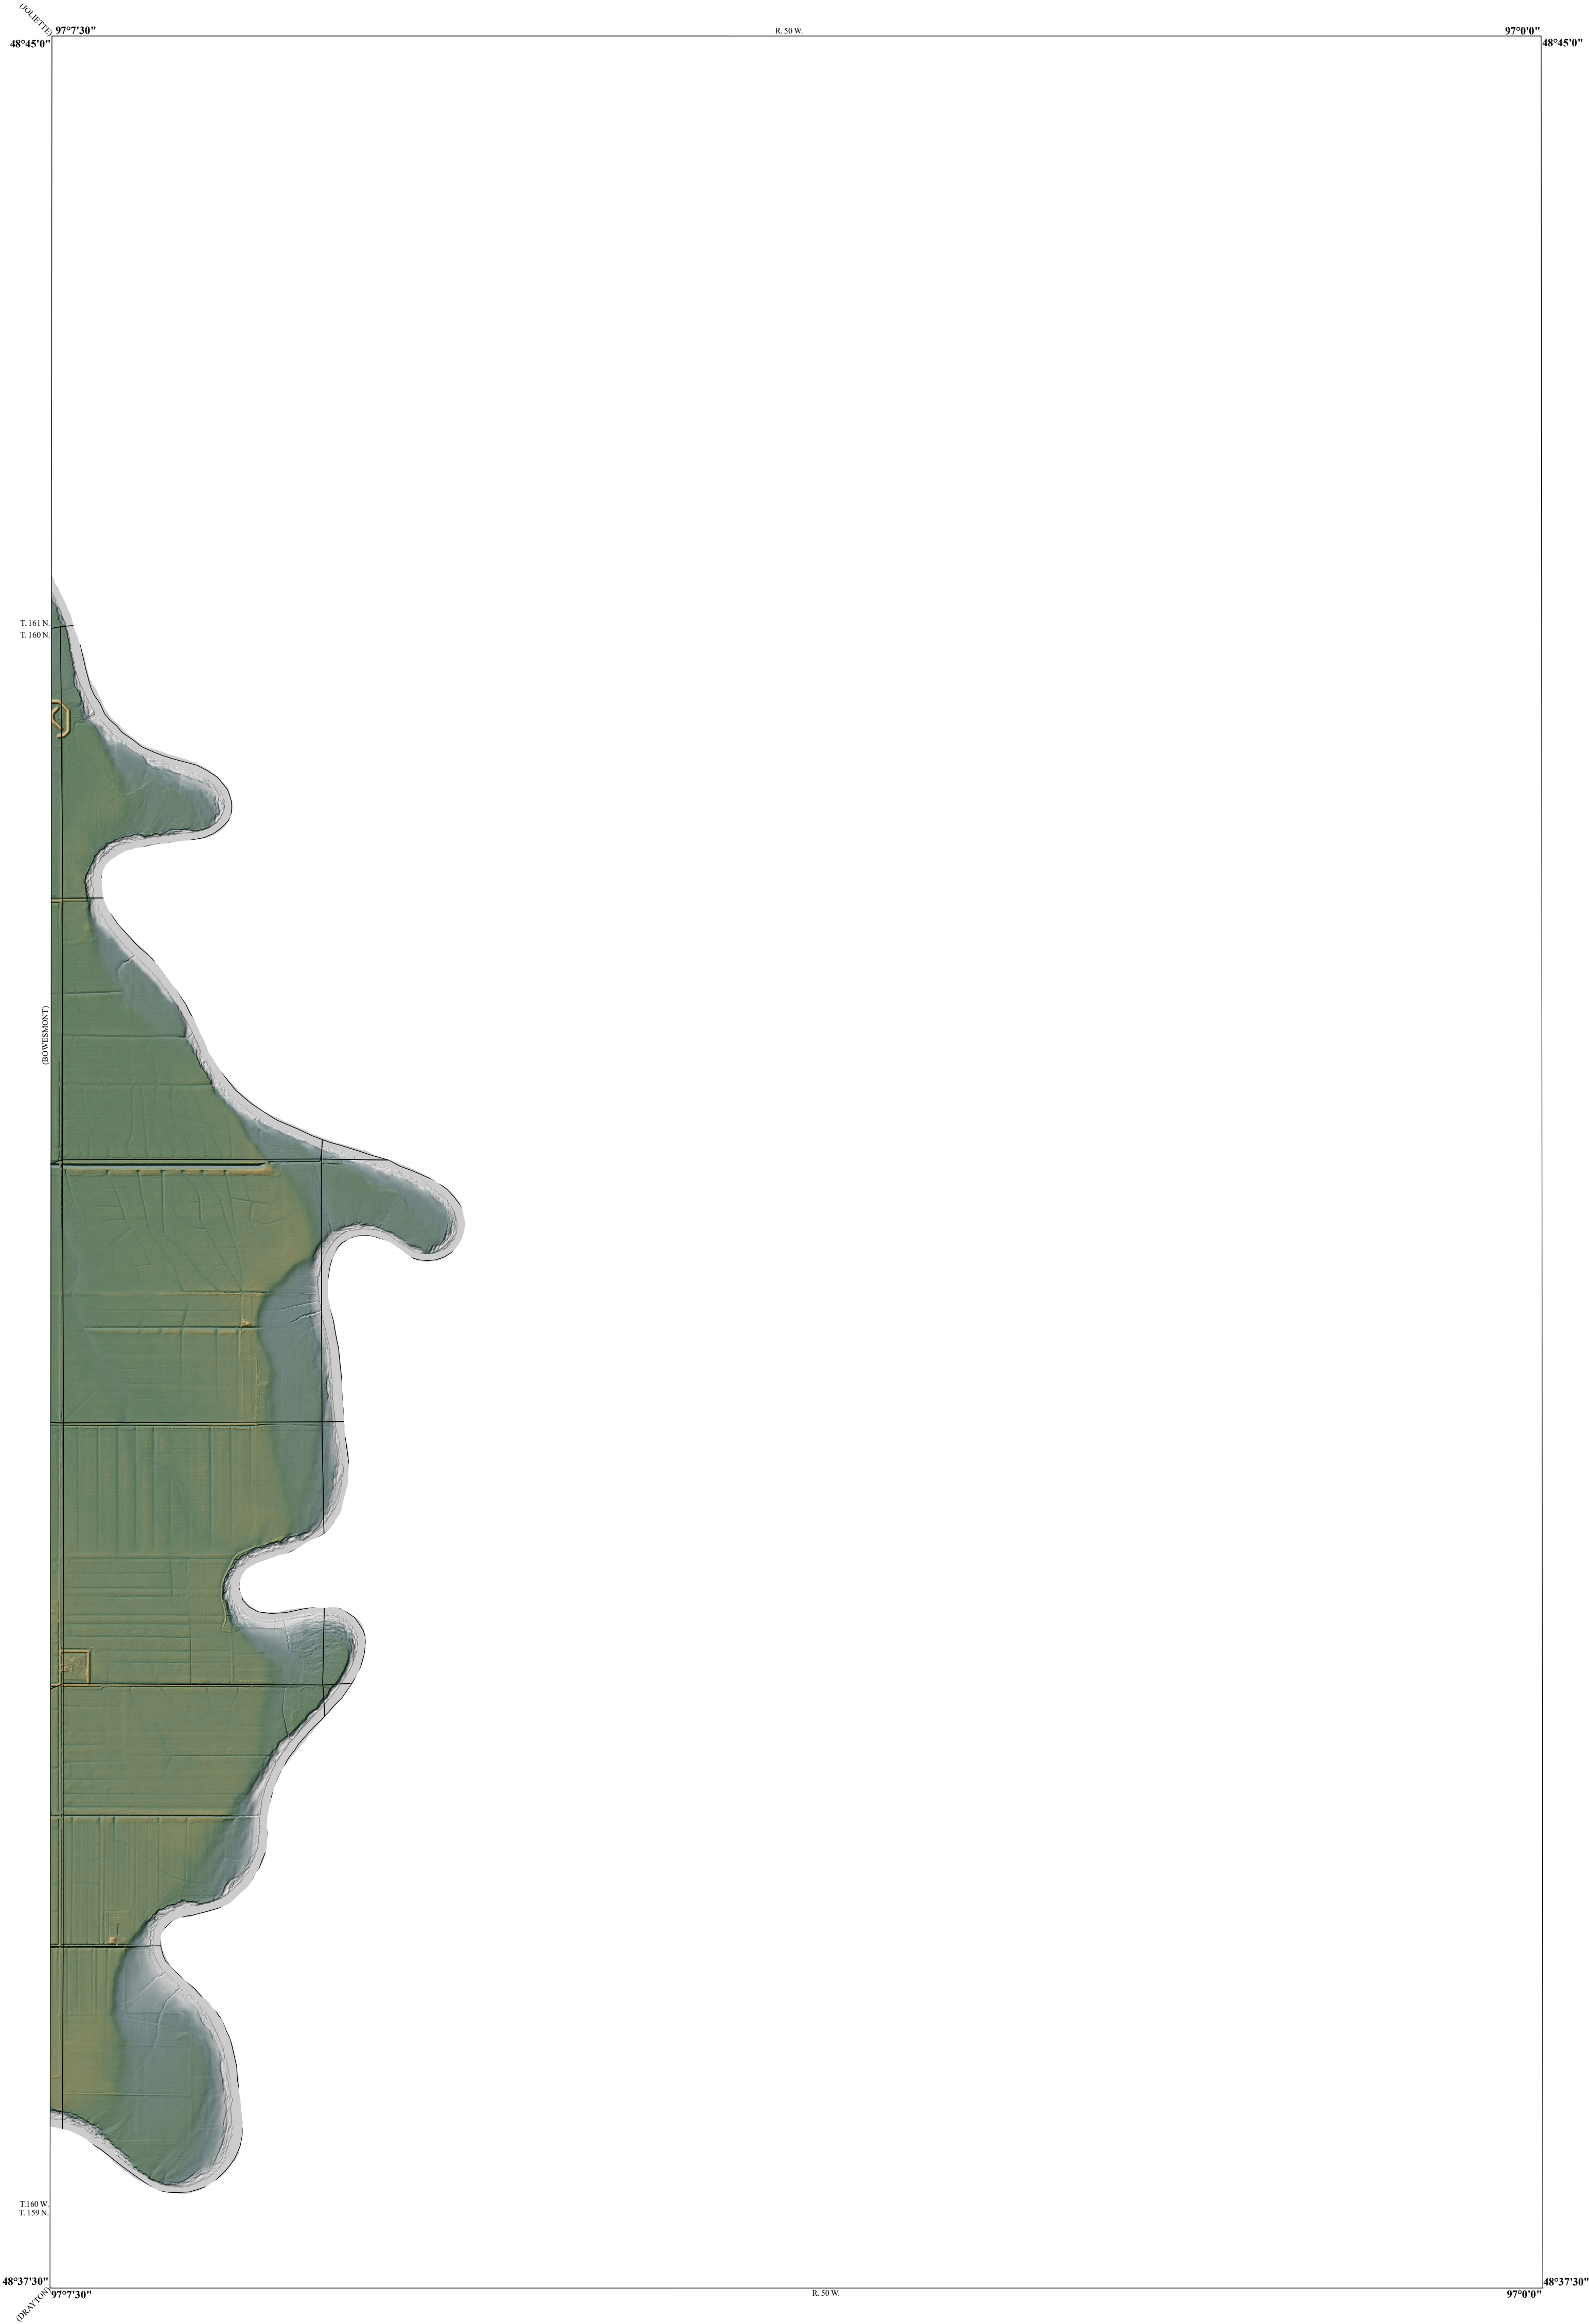 (JOLIETTE)
97°7'30"
R. 50 W.
97°0'0"
48°45'0"
48°45'0"
T. 161 N.
T. 160 N.
(BOWESMONT)
T.160 W.
T. 159 N.
48°37'30"
48°37'30"
(DRAYTON)
97°7'30"
R. 50 W.
97°0'0"